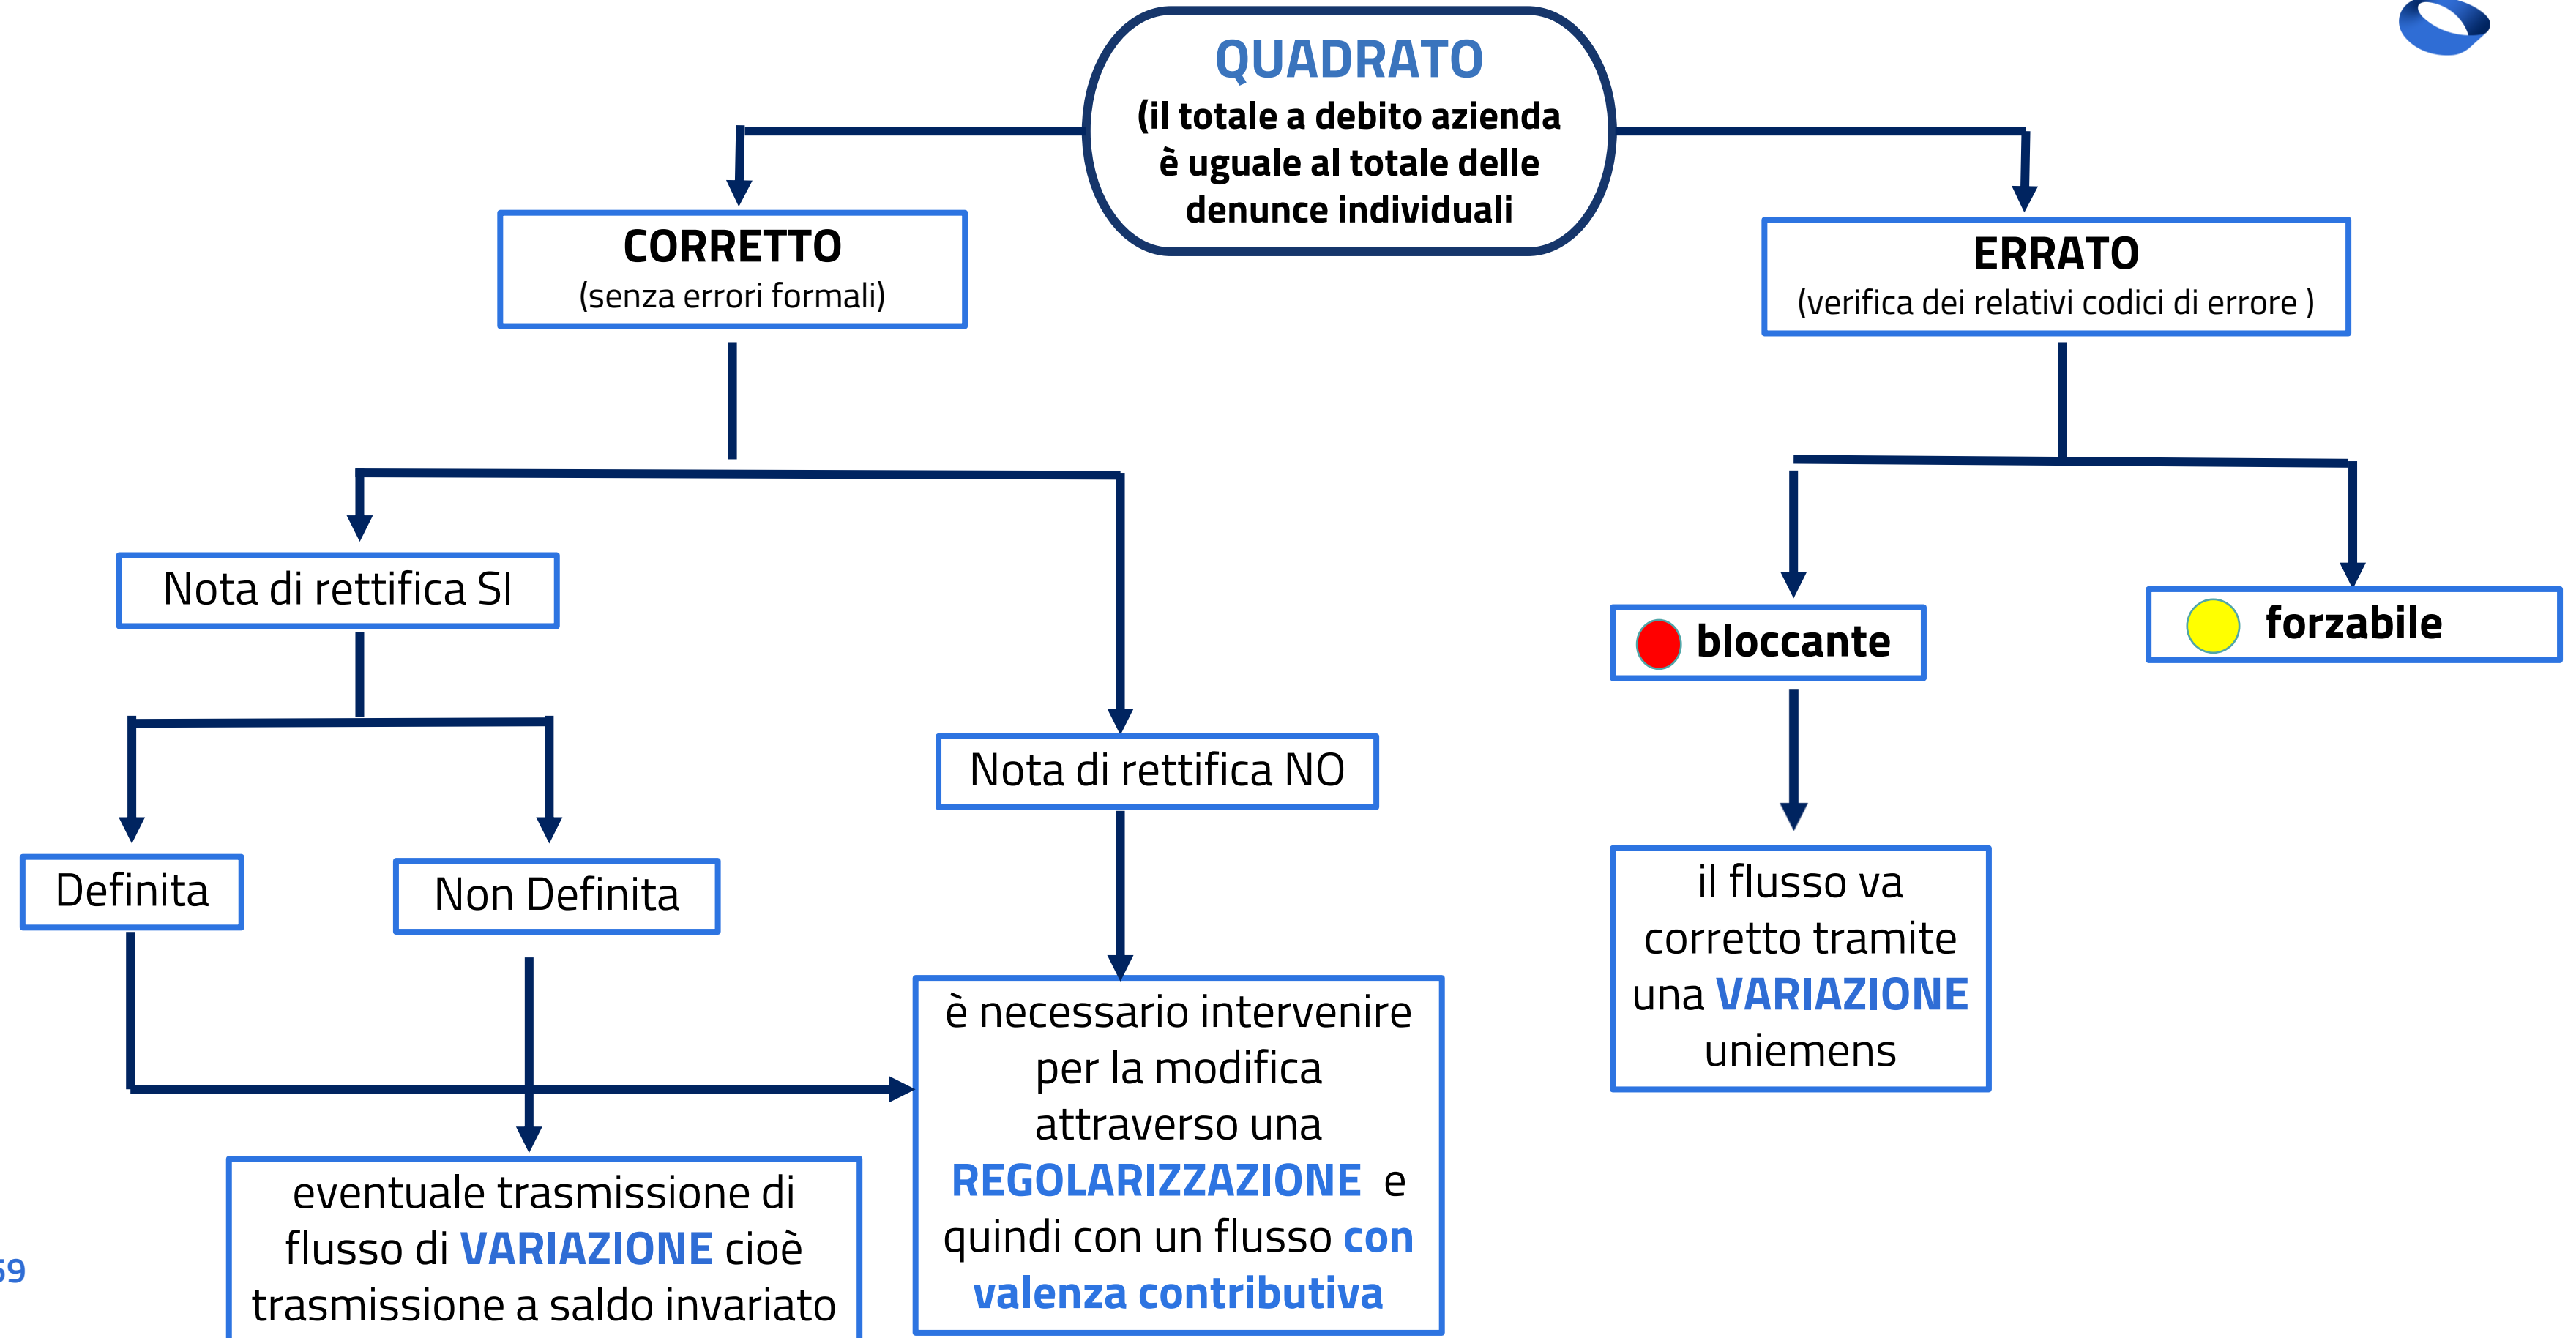 QUADRATO
(il totale a debito azienda
è uguale al totale delle
denunce individuali
CORRETTO
(senza errori formali)
ERRATO
(verifica dei relativi codici di errore )
Nota di rettifica SI
bloccante
forzabile
Nota di rettifica NO
Definita
Non Definita
il flusso va
corretto tramite
una VARIAZIONE
uniemens
è necessario intervenire
per la modifica
attraverso una
REGOLARIZZAZIONE e
quindi con un flusso con
valenza contributiva
eventuale trasmissione di
flusso di VARIAZIONE cioè
trasmissione a saldo invariato